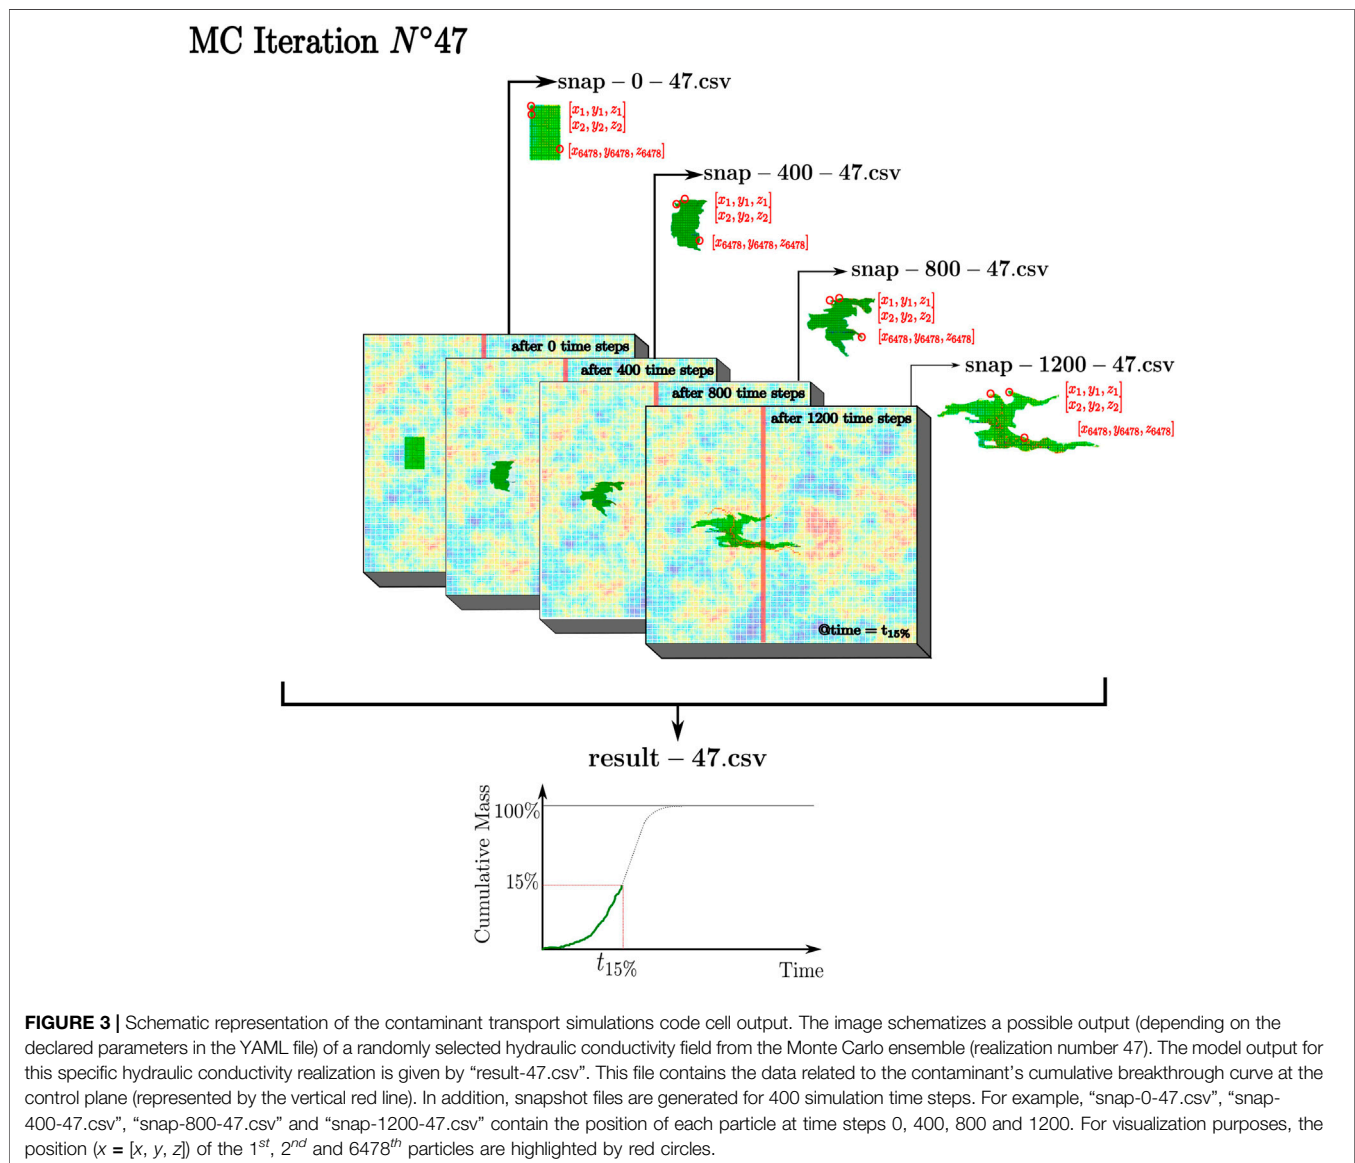 MC Iteration N°47
snap – 0 – 47.csv
[x₁, y₁, z₁]
[x₂, y₂, z₂]
[x₆₄₇₈, y₆₄₇₈, z₆₄₇₈]
snap – 400 – 47.csv
[x₁, y₁, z₁]
[x₂, y₂, z₂]
[x₆₄₇₈, y₆₄₇₈, z₆₄₇₈]
snap – 800 – 47.csv
[x₁, y₁, z₁]
[x₂, y₂, z₂]
[x₆₄₇₈, y₆₄₇₈, z₆₄₇₈]
snap – 1200 – 47.csv
[x₁, y₁, z₁]
[x₂, y₂, z₂]
[x₆₄₇₈, y₆₄₇₈, z₆₄₇₈]
after 0 time steps
after 400 time steps
after 800 time steps
after 1200 time steps
@time = t₁₅%
result – 47.csv
Cumulative Mass
100%
15%
t₁₅%
Time
FIGURE 3 | Schematic representation of the contaminant transport simulations code cell output. The image schematizes a possible output (depending on the
declared parameters in the YAML file) of a randomly selected hydraulic conductivity field from the Monte Carlo ensemble (realization number 47). The model output for
this specific hydraulic conductivity realization is given by “result-47.csv”. This file contains the data related to the contaminant’s cumulative breakthrough curve at the
control plane (represented by the vertical red line). In addition, snapshot files are generated for 400 simulation time steps. For example, “snap-0-47.csv”, “snap-
400-47.csv”, “snap-800-47.csv” and “snap-1200-47.csv” contain the position of each particle at time steps 0, 400, 800 and 1200. For visualization purposes, the
position (x = [x, y, z]) of the 1st, 2nd and 6478th particles are highlighted by red circles.